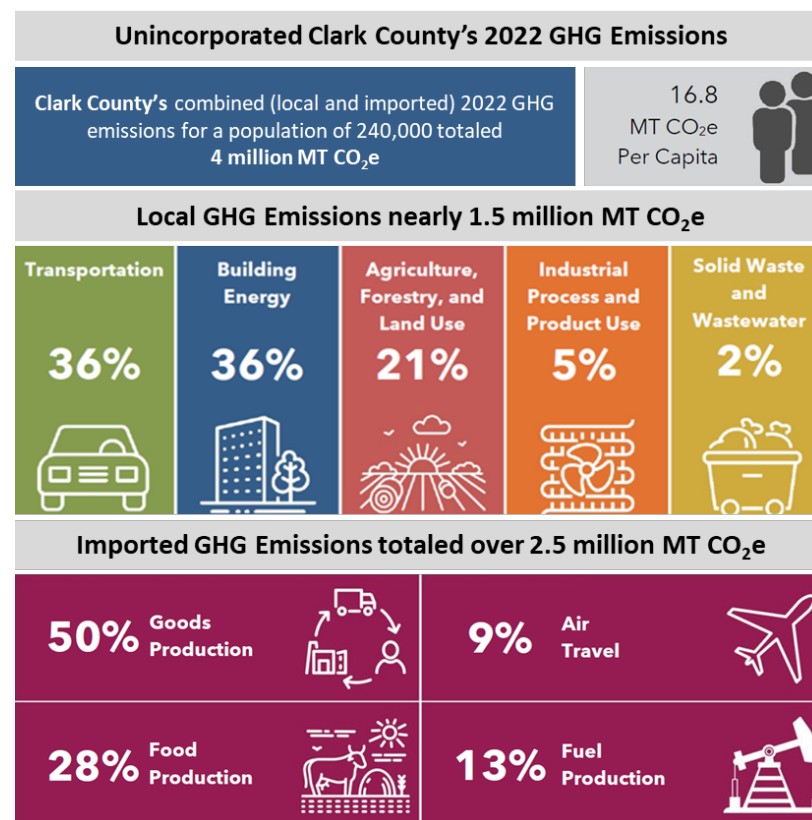 Unincorporated Clark County's 2022 GHG Emissions
Clark County's combined (local and imported) 2022 GHG
emissions for a population of 240,000 totaled
4 million MT CO₂e
16.8
MT CO₂e
Per Capita
Local GHG Emissions nearly 1.5 million MT CO₂e
Transportation
36%
Building
Energy
36%
Agriculture,
Forestry, and
Land Use
21%
Industrial
Process and
Product Use
5%
Solid Waste
and
Wastewater
2%
Imported GHG Emissions totaled over 2.5 million MT CO₂e
50% Goods
Production
9% Air
Travel
28% Food
Production
13% Fuel
Production